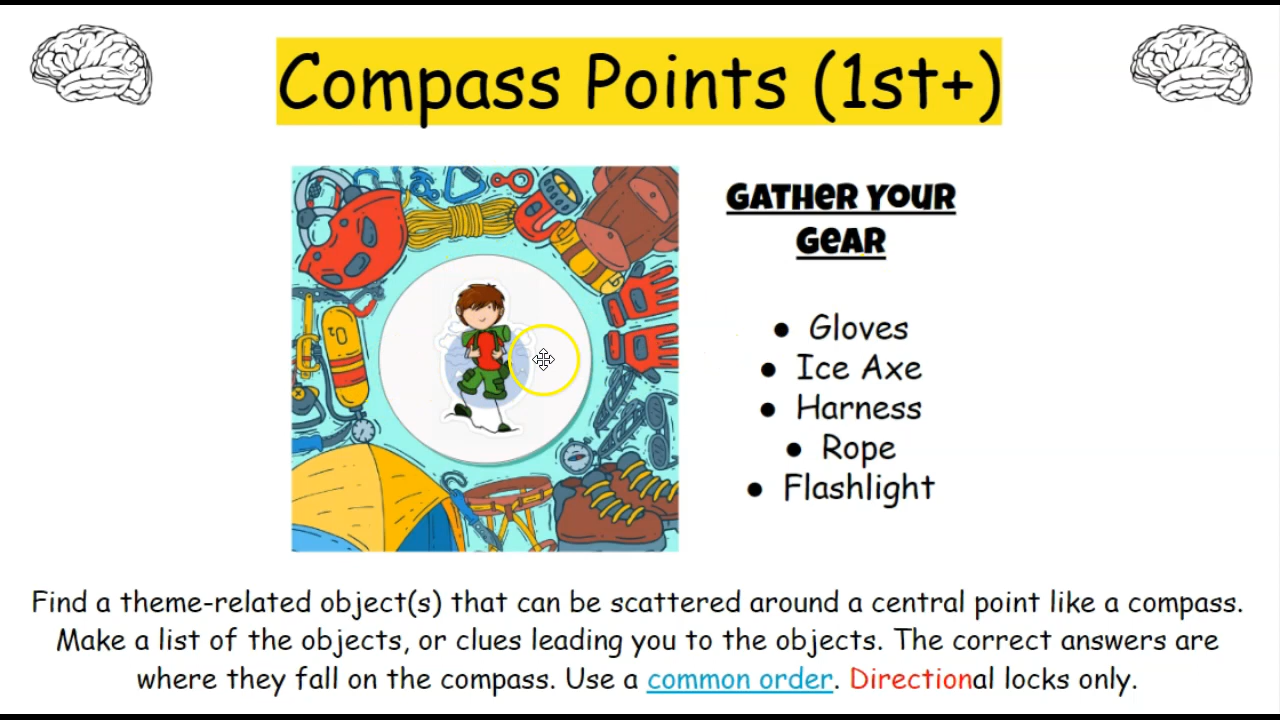 Compass Points (1st+)
GATHER YOUR
GEAR
● Gloves
● Ice Axe
● Harness
● Rope
● Flashlight
Find a theme-related object(s) that can be scattered around a central point like a compass.
Make a list of the objects, or clues leading you to the objects. The correct answers are
where they fall on the compass. Use a common order. Directional locks only.